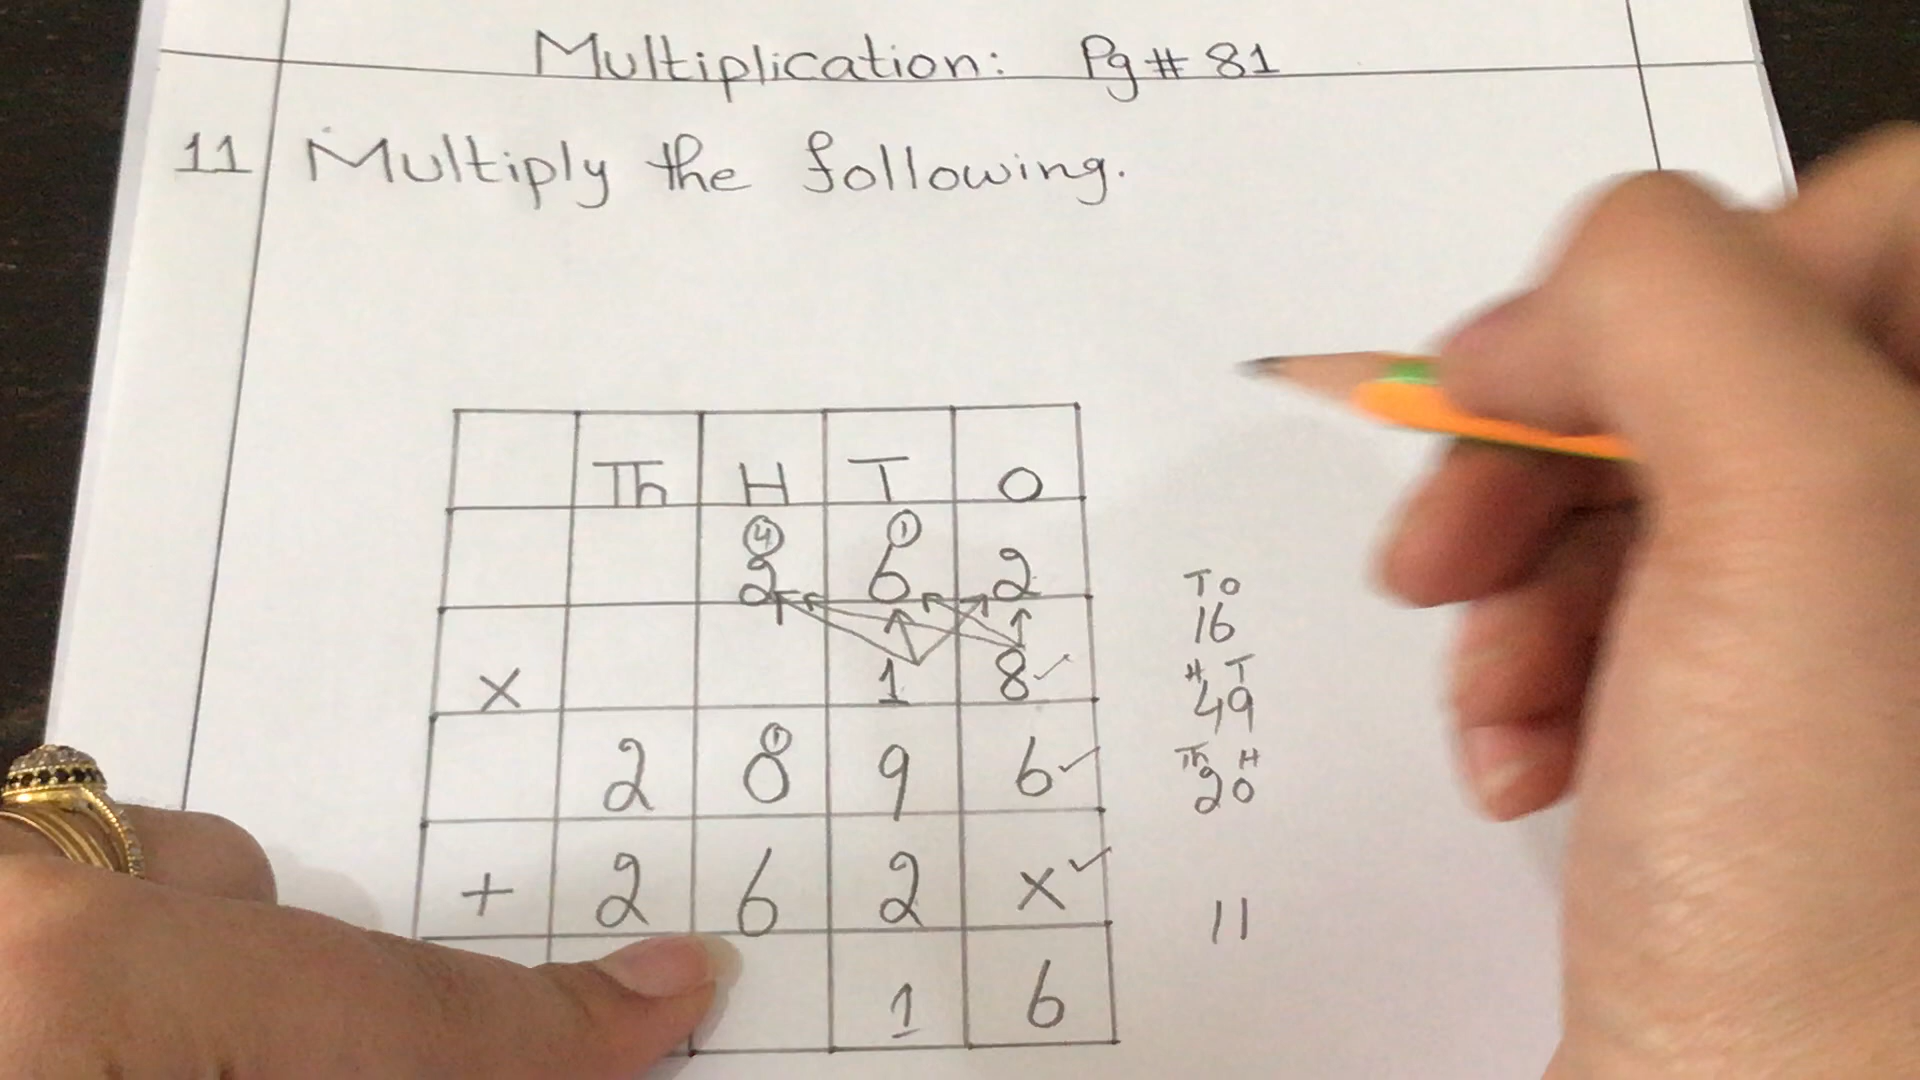 Multiplication: Pg # 81
11 Multiply the following.
Th H T O
4 1
2 6 2
x 1 8 ✓
1
2 8 9 6 ✓
+ 2 6 2 x ✓
1 6
T O
16
H T
49
Th H
20
11